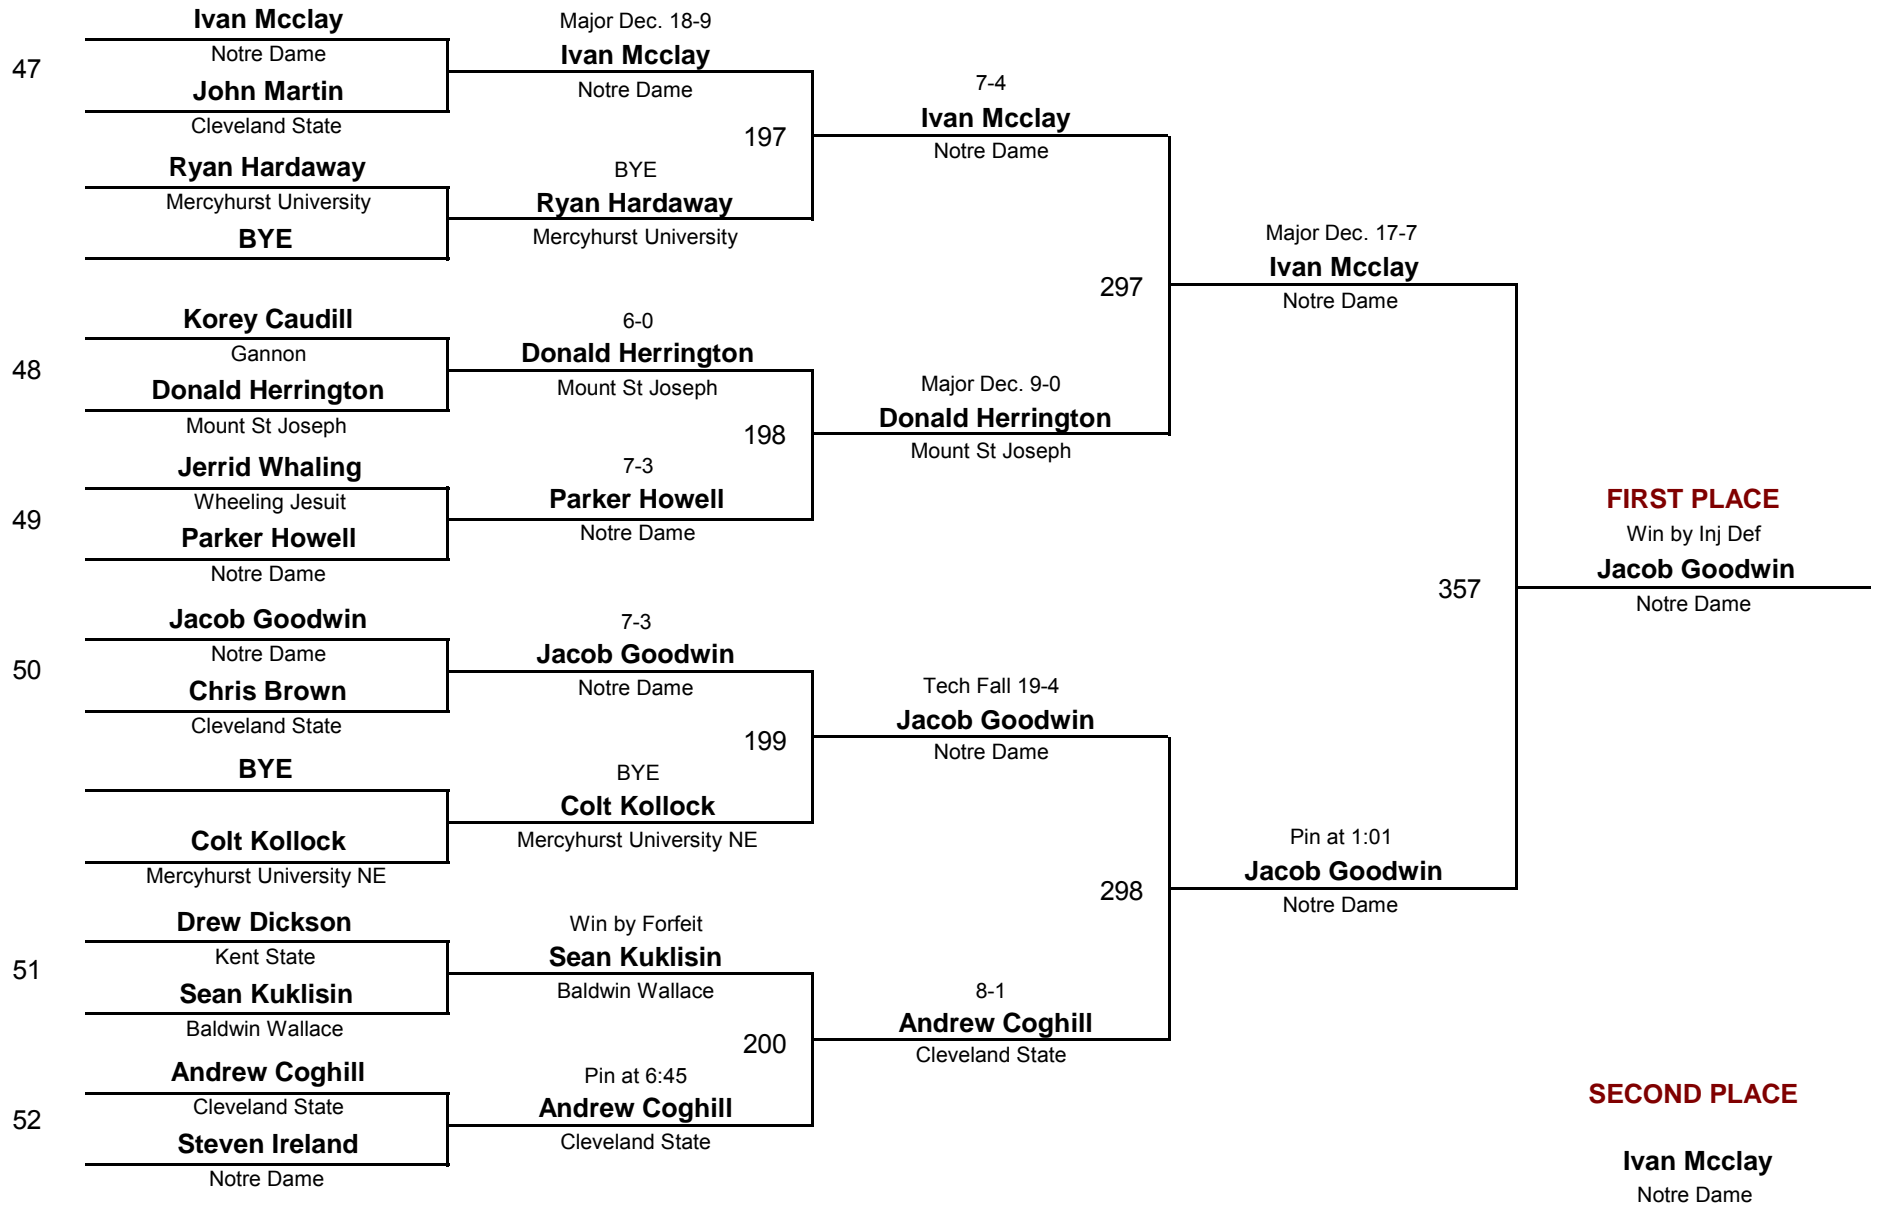 Ivan Mcclay
Notre Dame
47
John Martin
Cleveland State
Ryan Hardaway
Mercyhurst University
BYE
Korey Caudill
Gannon
48
Donald Herrington
Mount St Joseph
Jerrid Whaling
Wheeling Jesuit
49
Parker Howell
Notre Dame
Jacob Goodwin
Notre Dame
50
Chris Brown
Cleveland State
BYE
Colt Kollock
Mercyhurst University NE
Drew Dickson
Kent State
51
Sean Kuklisin
Baldwin Wallace
Andrew Coghill
Cleveland State
52
Steven Ireland
Notre Dame
Major Dec. 18-9
Ivan Mcclay
Notre Dame
197
BYE
Ryan Hardaway
Mercyhurst University
6-0
Donald Herrington
Mount St Joseph
198
7-3
Parker Howell
Notre Dame
7-3
Jacob Goodwin
Notre Dame
199
BYE
Colt Kollock
Mercyhurst University NE
Win by Forfeit
Sean Kuklisin
Baldwin Wallace
200
Pin at 6:45
Andrew Coghill
Cleveland State
7-4
Ivan Mcclay
Notre Dame
297
Major Dec. 9-0
Donald Herrington
Mount St Joseph
Tech Fall 19-4
Jacob Goodwin
Notre Dame
298
8-1
Andrew Coghill
Cleveland State
Major Dec. 17-7
Ivan Mcclay
Notre Dame
357
Pin at 1:01
Jacob Goodwin
Notre Dame
FIRST PLACE
Win by Inj Def
Jacob Goodwin
Notre Dame
SECOND PLACE
Ivan Mcclay
Notre Dame